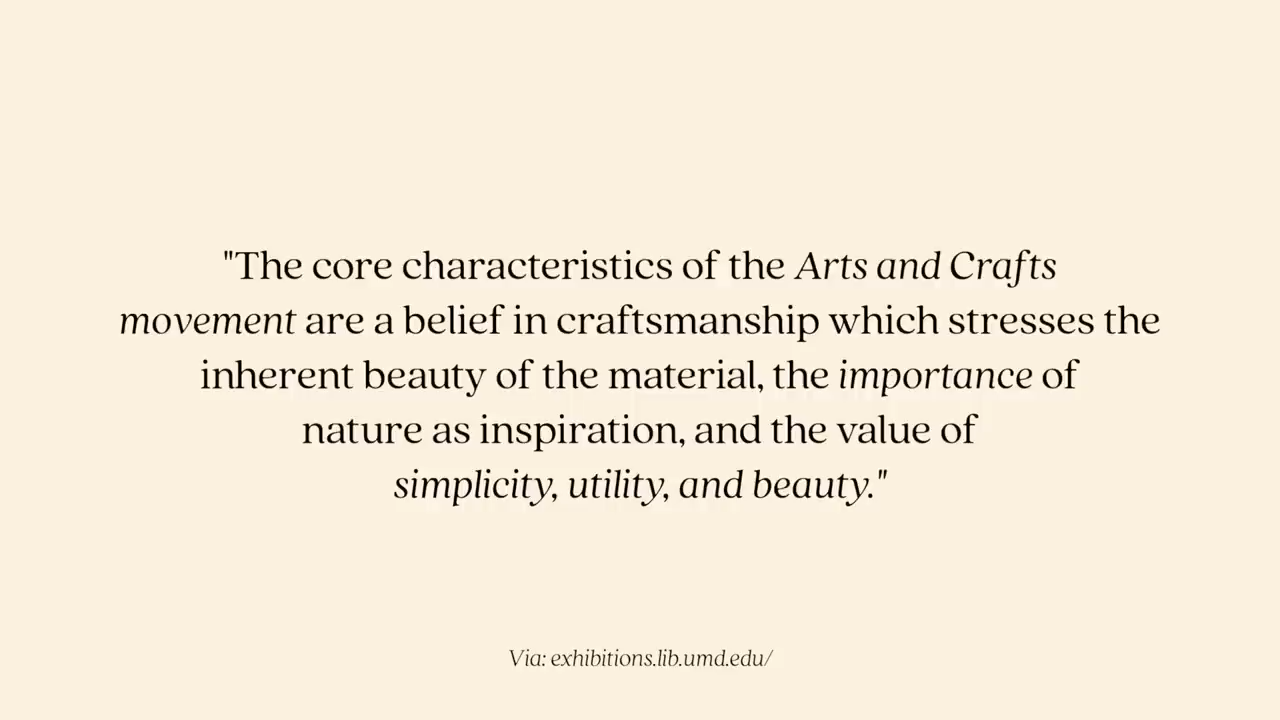 "The core characteristics of the Arts and Crafts
movement are a belief in craftsmanship which stresses the
inherent beauty of the material, the importance of
nature as inspiration, and the value of
simplicity, utility, and beauty."
Via: exhibitions.lib.umd.edu/